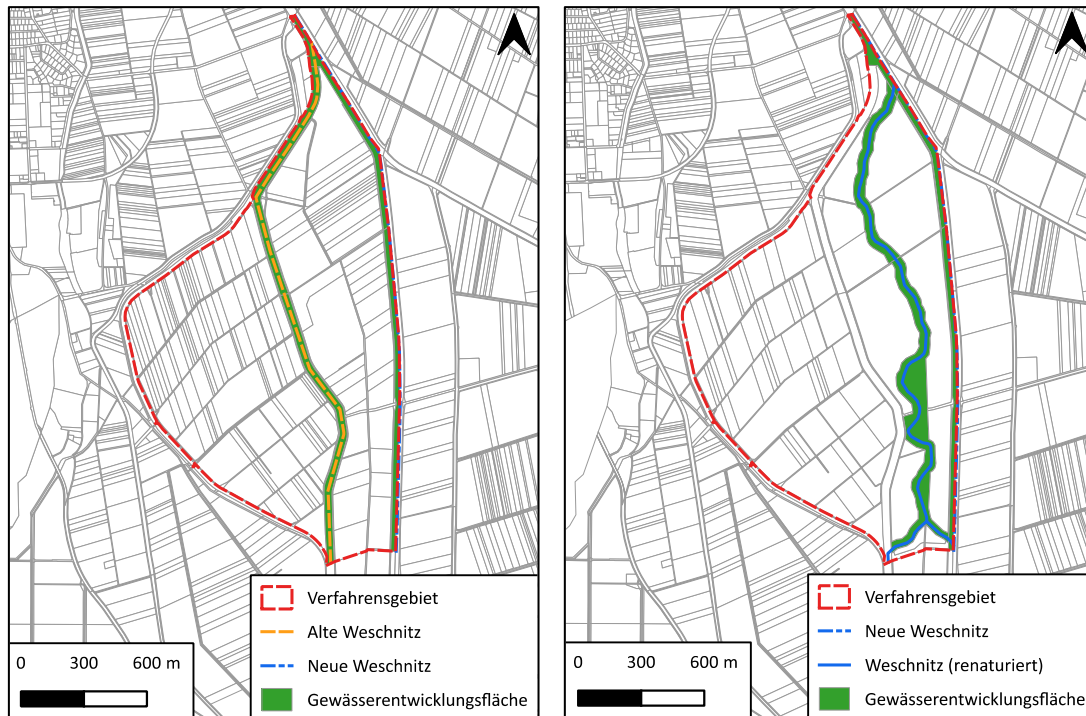 Verfahrensgebiet
Alte Weschnitz
Neue Weschnitz
Gewässerentwicklungsfläche
0 300 600 m
Verfahrensgebiet
Neue Weschnitz
Weschnitz (renaturiert)
Gewässerentwicklungsfläche
0 300 600 m